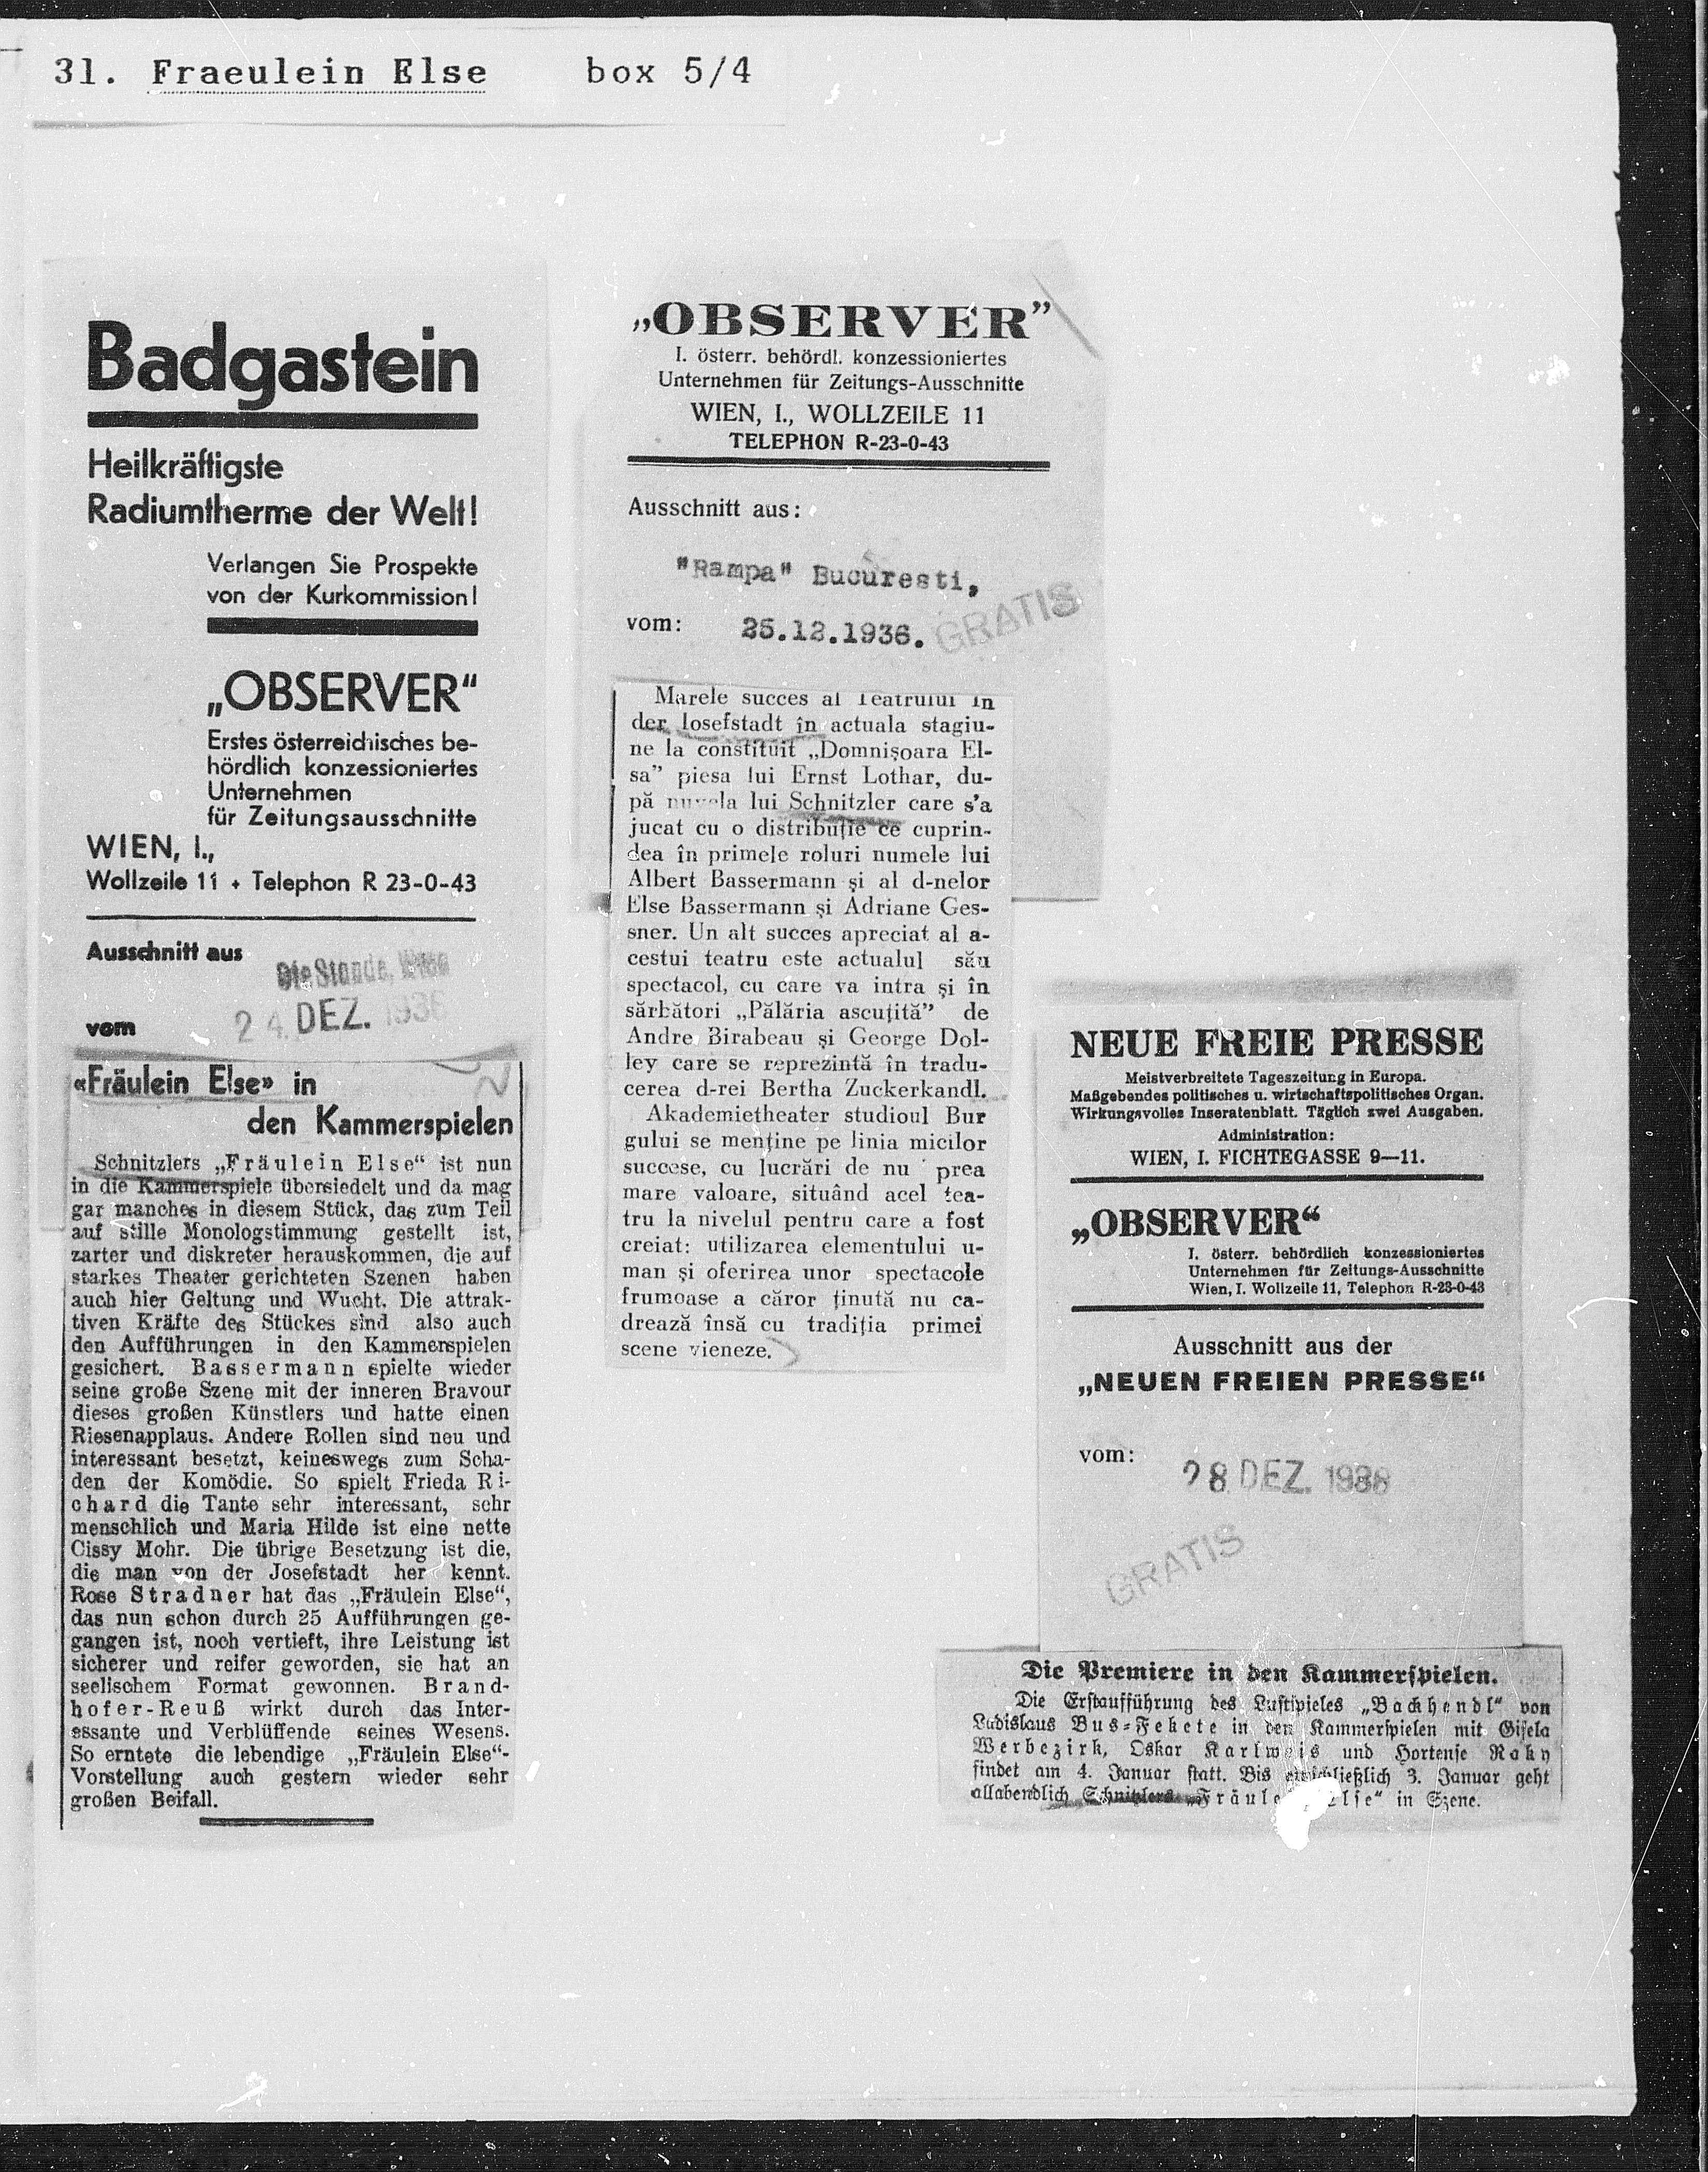 31. Fraeulein Else box 5/4
Badgastein
Heilkräftigste
Radiumtherme der Welt!
Verlangen Sie Prospekte
von der Kurkommission!
„OBSERVER“
Erstes österreichisches be-
hördlich konzessioniertes
Unternehmen
für Zeitungsausschnitte
WIEN, I.,
Wollzeile 11 + Telephon R 23-0-43
Ausschnitt aus
Die Stunde, Wien
vom
24. DEZ. 1936
«Fräulein Else» in
den Kammerspielen
Schnitzlers „Fräulein Else“ ist nun
in die Kammerspiele übersiedelt und da mag
gar manches in diesem Stück, das zum Teil
auf stille Monologstimmung gestellt ist,
zarter und diskreter herauskommen, die auf
starkes Theater gerichteten Szenen haben
auch hier Geltung und Wucht. Die attrak-
tiven Kräfte des Stückes sind also auch
den Aufführungen in den Kammerspielen
gesichert. Bassermann spielte wieder
seine große Szene mit der inneren Bravour
dieses großen Künstlers und hatte einen
Riesenapplaus. Andere Rollen sind neu und
interessant besetzt, keineswegs zum Scha-
den der Komödie. So spielt Frieda Ri-
chard die Tante sehr interessant, sehr
menschlich und Maria Hilde ist eine nette
Cissy Mohr. Die übrige Besetzung ist die,
die man von der Josefstadt her kennt.
Rose Stradner hat das „Fräulein Else“,
das nun schon durch 25 Aufführungen ge-
gangen ist, noch vertieft, ihre Leistung ist
sicherer und reifer geworden, sie hat an
seelischem Format gewonnen. Brand-
hofer-Reuß wirkt durch das Inter-
essante und Verblüffende seines Wesens.
So erntete die lebendige „Fräulein Else“-
Vorstellung auch gestern wieder sehr
großen Beifall.
„OBSERVER”
I. österr. behördl. konzessioniertes
Unternehmen für Zeitungs-Ausschnitte
WIEN, I., WOLLZEILE 11
TELEPHON R-23-0-43
Ausschnitt aus:
"Rampa" Bucuresti,
vom: 25.12.1936.
GRATIS
Marele succes al Teatrului in
der Iosefstadt în actuala stagiu-
ne la constituit „Domnişoara El-
sa” piesa lui Ernst Lothar, du-
pă nuvela lui Schnitzler care s'a
jucat cu o distribuţie ce cuprin-
dea în primele roluri numele lui
Albert Bassermann şi al d-nelor
Else Bassermann şi Adriane Ges-
sner. Un alt succes apreciat al a-
cestui teatru este actualul său
spectacol, cu care va intra şi în
sărbători „Pălăria ascuţită” de
Andre Birabeau şi George Dol-
ley care se reprezintă în tradu-
cerea d-rei Bertha Zuckerkandl.
Akademietheater studioul Bur
gului se menţine pe linia micilor
succese, cu lucrări de nu prea
mare valoare, situând acel tea-
tru la nivelul pentru care a fost
creiat: utilizarea elementului u-
man şi oferirea unor spectacole
frumoase a căror ţinută nu ca-
drează însă cu tradiţia primei
scene vieneze.
NEUE FREIE PRESSE
Meistverbreitete Tageszeitung in Europa.
Maßgebendes politisches u. wirtschaftspolitisches Organ.
Wirkungsvolles Inseratenblatt. Täglich zwei Ausgaben.
Administration:
WIEN, I. FICHTEGASSE 9—11.
„OBSERVER“
I. österr. behördlich konzessioniertes
Unternehmen für Zeitungs-Ausschnitte
Wien, I. Wollzeile 11, Telephon R-23-0-43
Ausschnitt aus der
„NEUEN FREIEN PRESSE“
vom:
28. DEZ. 1936
GRATIS
Die Premiere in den Kammerspielen.
Die Erstaufführung des Lustspieles „Backhendl“ von
Ladislaus Bus-Fekete in den Kammerspielen mit Gisela
Werbezirk, Oskar Karlweis und Hortense Raky
findet am 4. Januar statt. Bis einschließlich 3. Januar geht
allabendlich Schnitzlers „Fräulein Else“ in Szene.